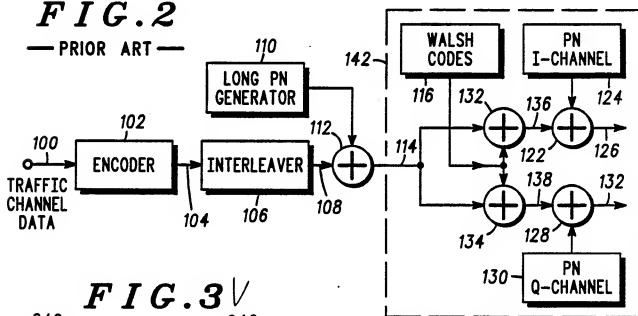 FIG.2
PRIOR ART
110
LONG PN
GENERATOR
142
WALSH
CODES
116
PN
I-CHANNEL
124
132
136
122
126
100
TRAFFIC
CHANNEL
DATA
102
ENCODER
104
INTERLEAVER
106
108
112
114
134
138
128
132
130
PN
Q-CHANNEL
FIG.3